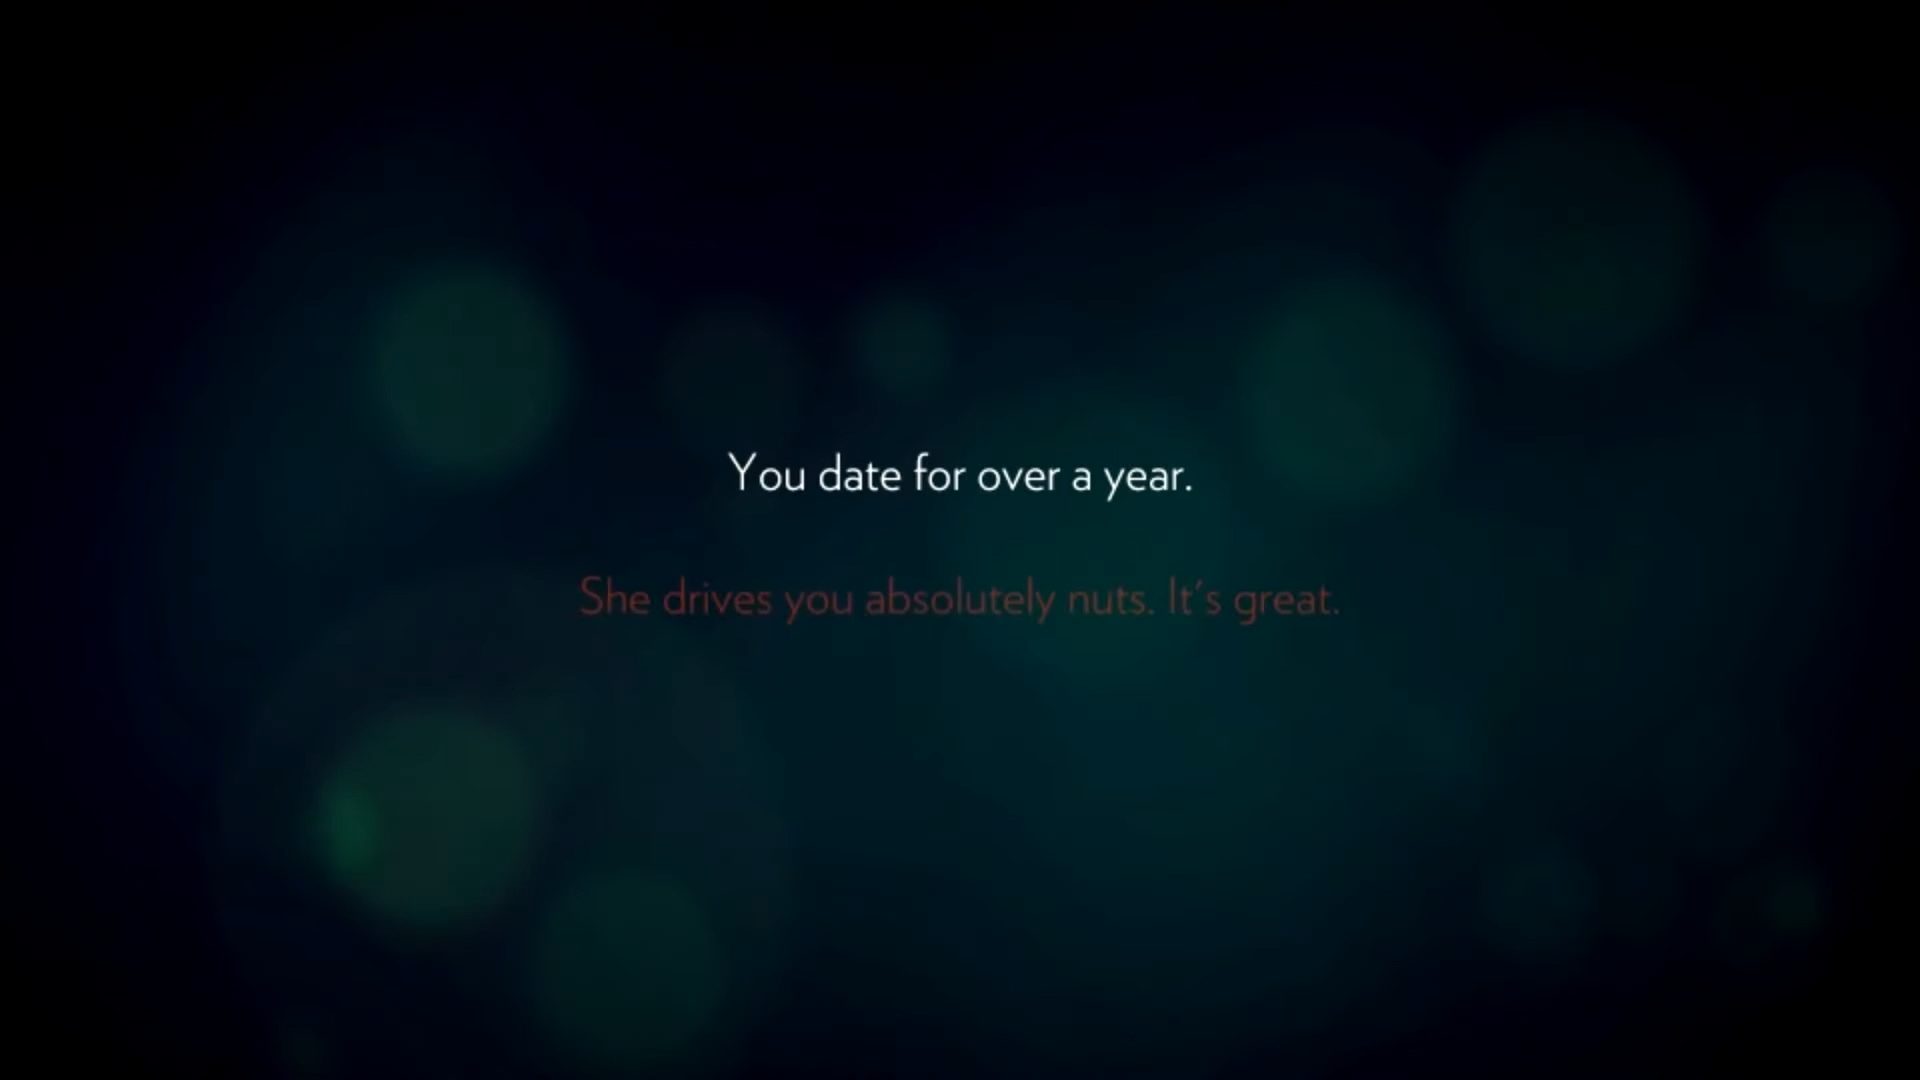 You date for over a year.
She drives you absolutely nuts. It's great.